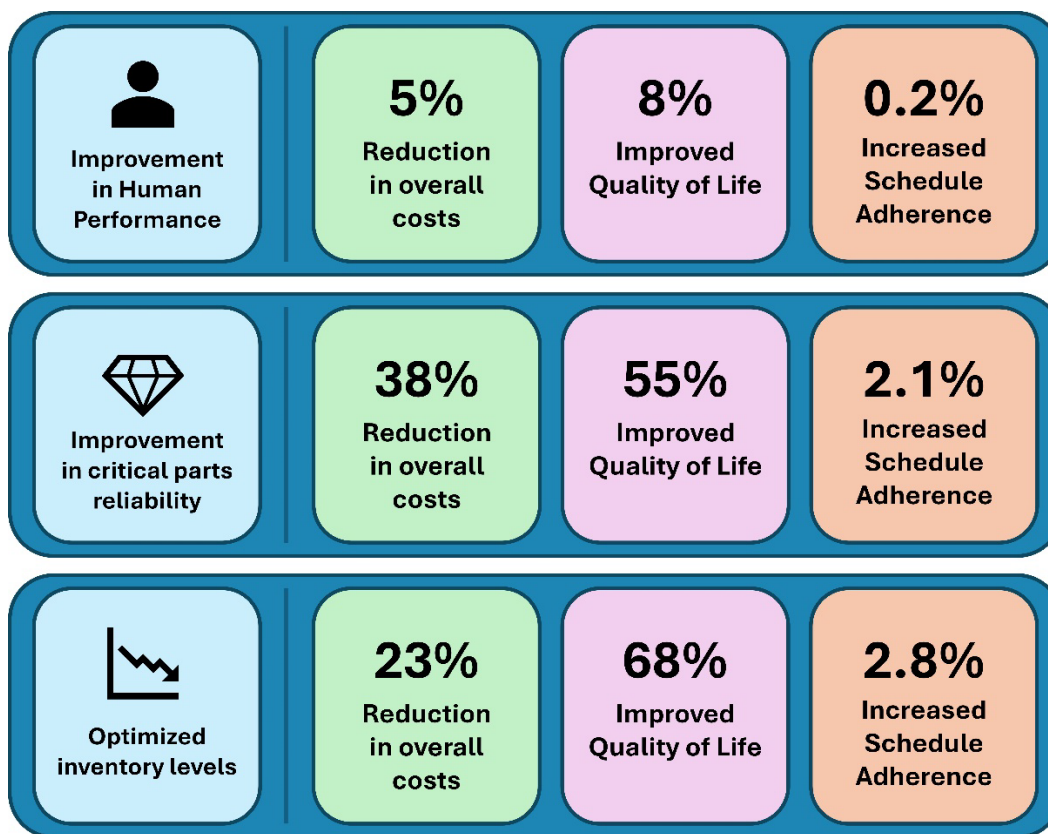 Improvement
in Human
Performance
5%
Reduction
in overall
costs
8%
Improved
Quality of Life
0.2%
Increased
Schedule
Adherence
Improvement
in critical parts
reliability
38%
Reduction
in overall
costs
55%
Improved
Quality of Life
2.1%
Increased
Schedule
Adherence
Optimized
inventory levels
23%
Reduction
in overall
costs
68%
Improved
Quality of Life
2.8%
Increased
Schedule
Adherence